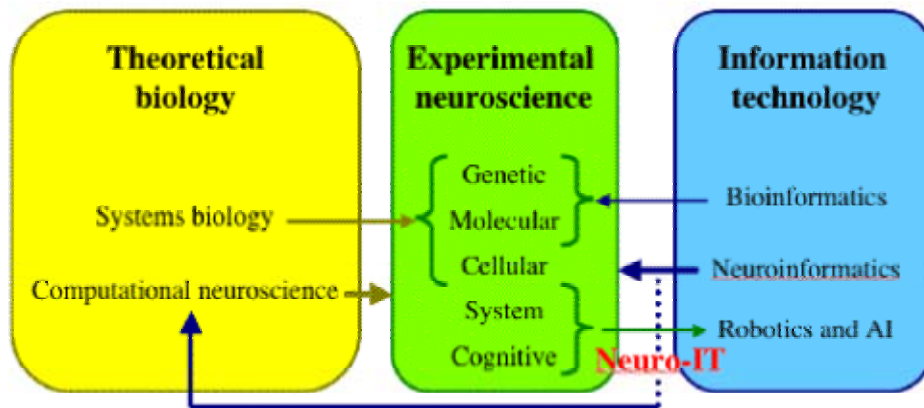 Theoretical
biology
Experimental
neuroscience
Information
technology
Systems biology
Computational neuroscience
Genetic
Molecular
Cellular
System
Cognitive
Neuro-IT
Bioinformatics
Neuroinformatics
Robotics and AI